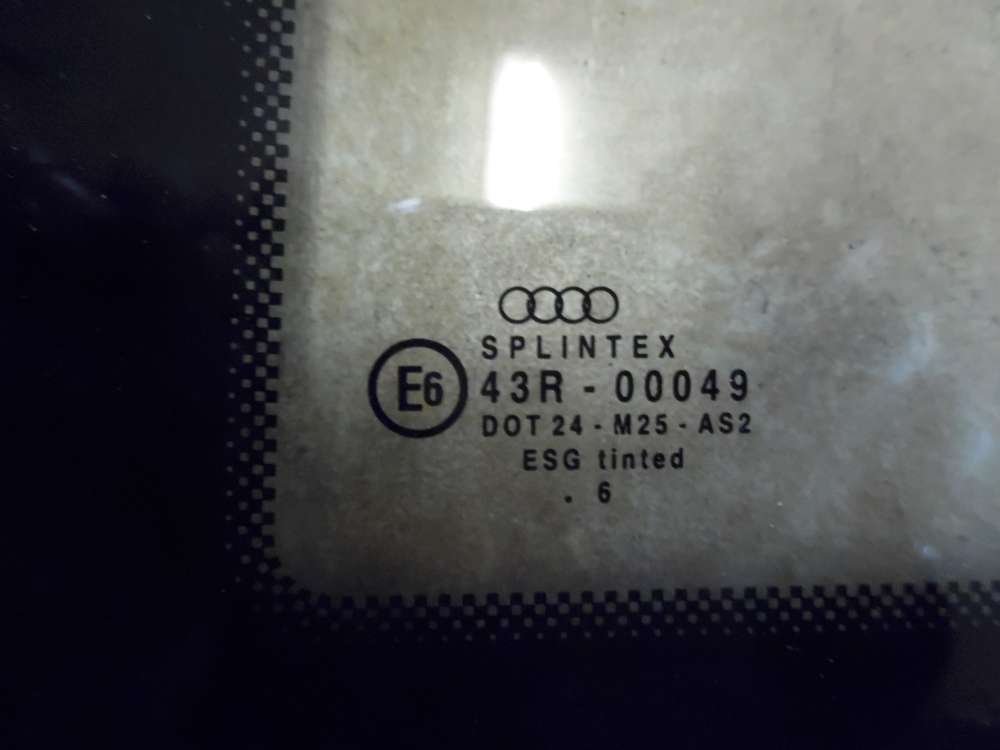 SPLINTEX
E6
43R - 00049
DOT 24 - M25 - AS2
ESG tinted
. 6